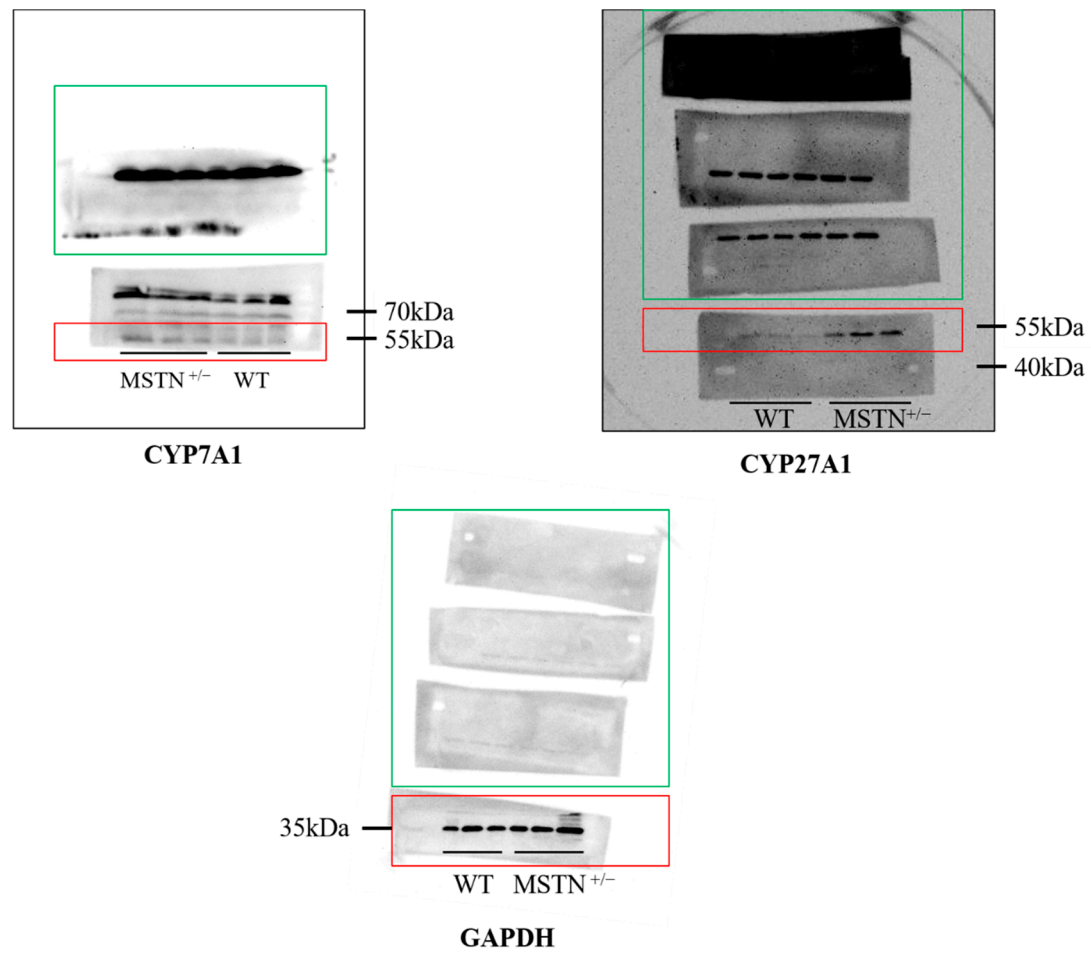 70kDa
55kDa
MSTN +/− WT
CYP7A1
55kDa
40kDa
WT MSTN+/−
CYP27A1
35kDa
WT MSTN +/−
GAPDH